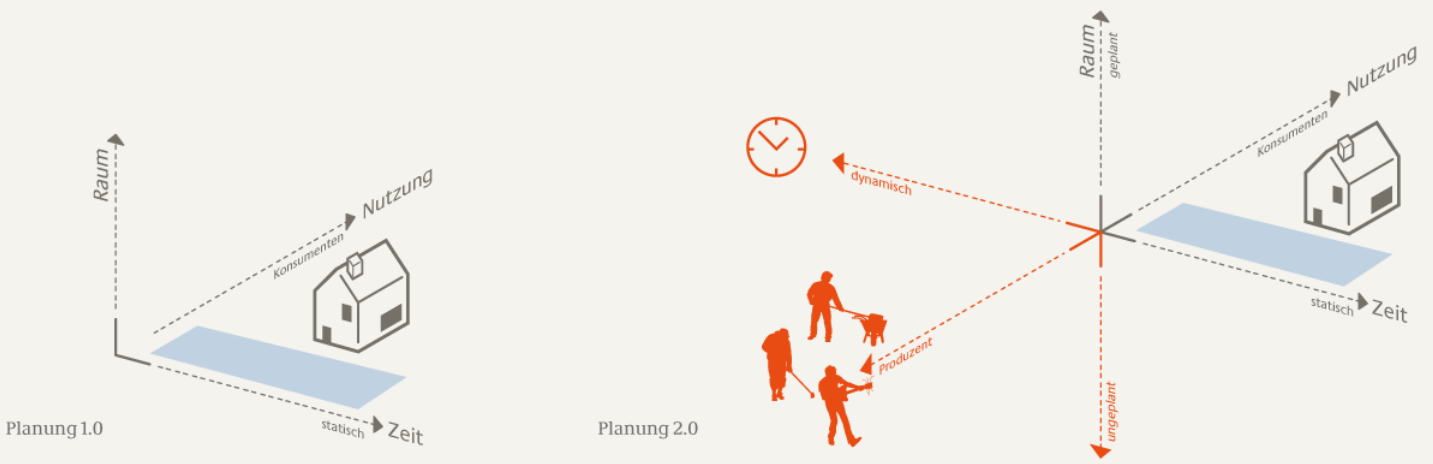 Raum
Nutzung
Konsumenten
statisch
Zeit
Planung 1.0
Raum
geplant
Nutzung
Konsumenten
dynamisch
statisch
Zeit
Produzent
ungeplant
Planung 2.0